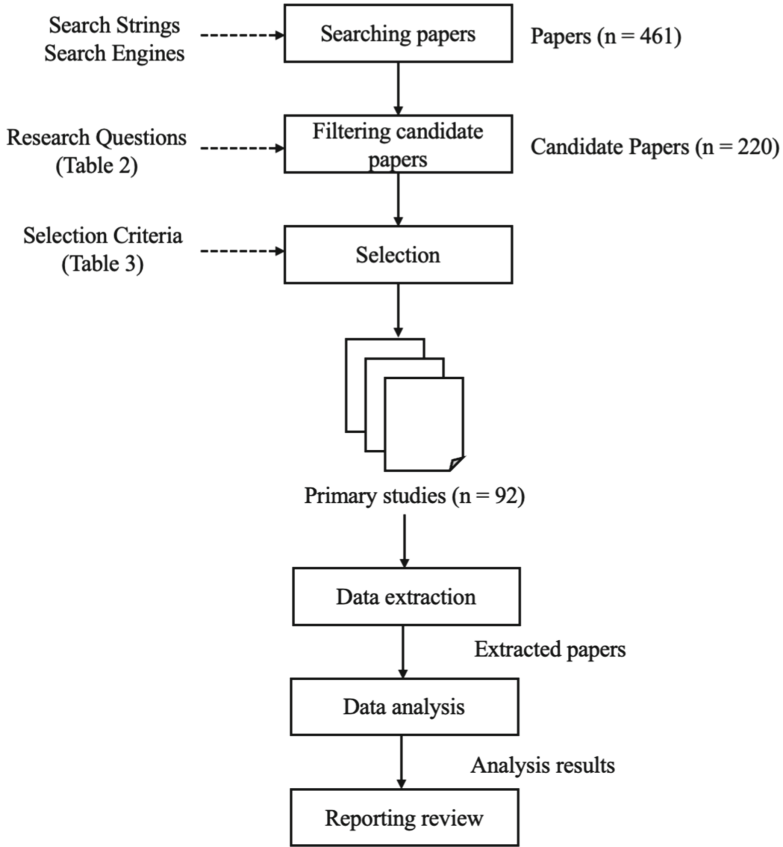 Search Strings
Search Engines
Searching papers
Papers (n = 461)
Research Questions
(Table 2)
Filtering candidate
papers
Candidate Papers (n = 220)
Selection Criteria
(Table 3)
Selection
Primary studies (n = 92)
Data extraction
Extracted papers
Data analysis
Analysis results
Reporting review